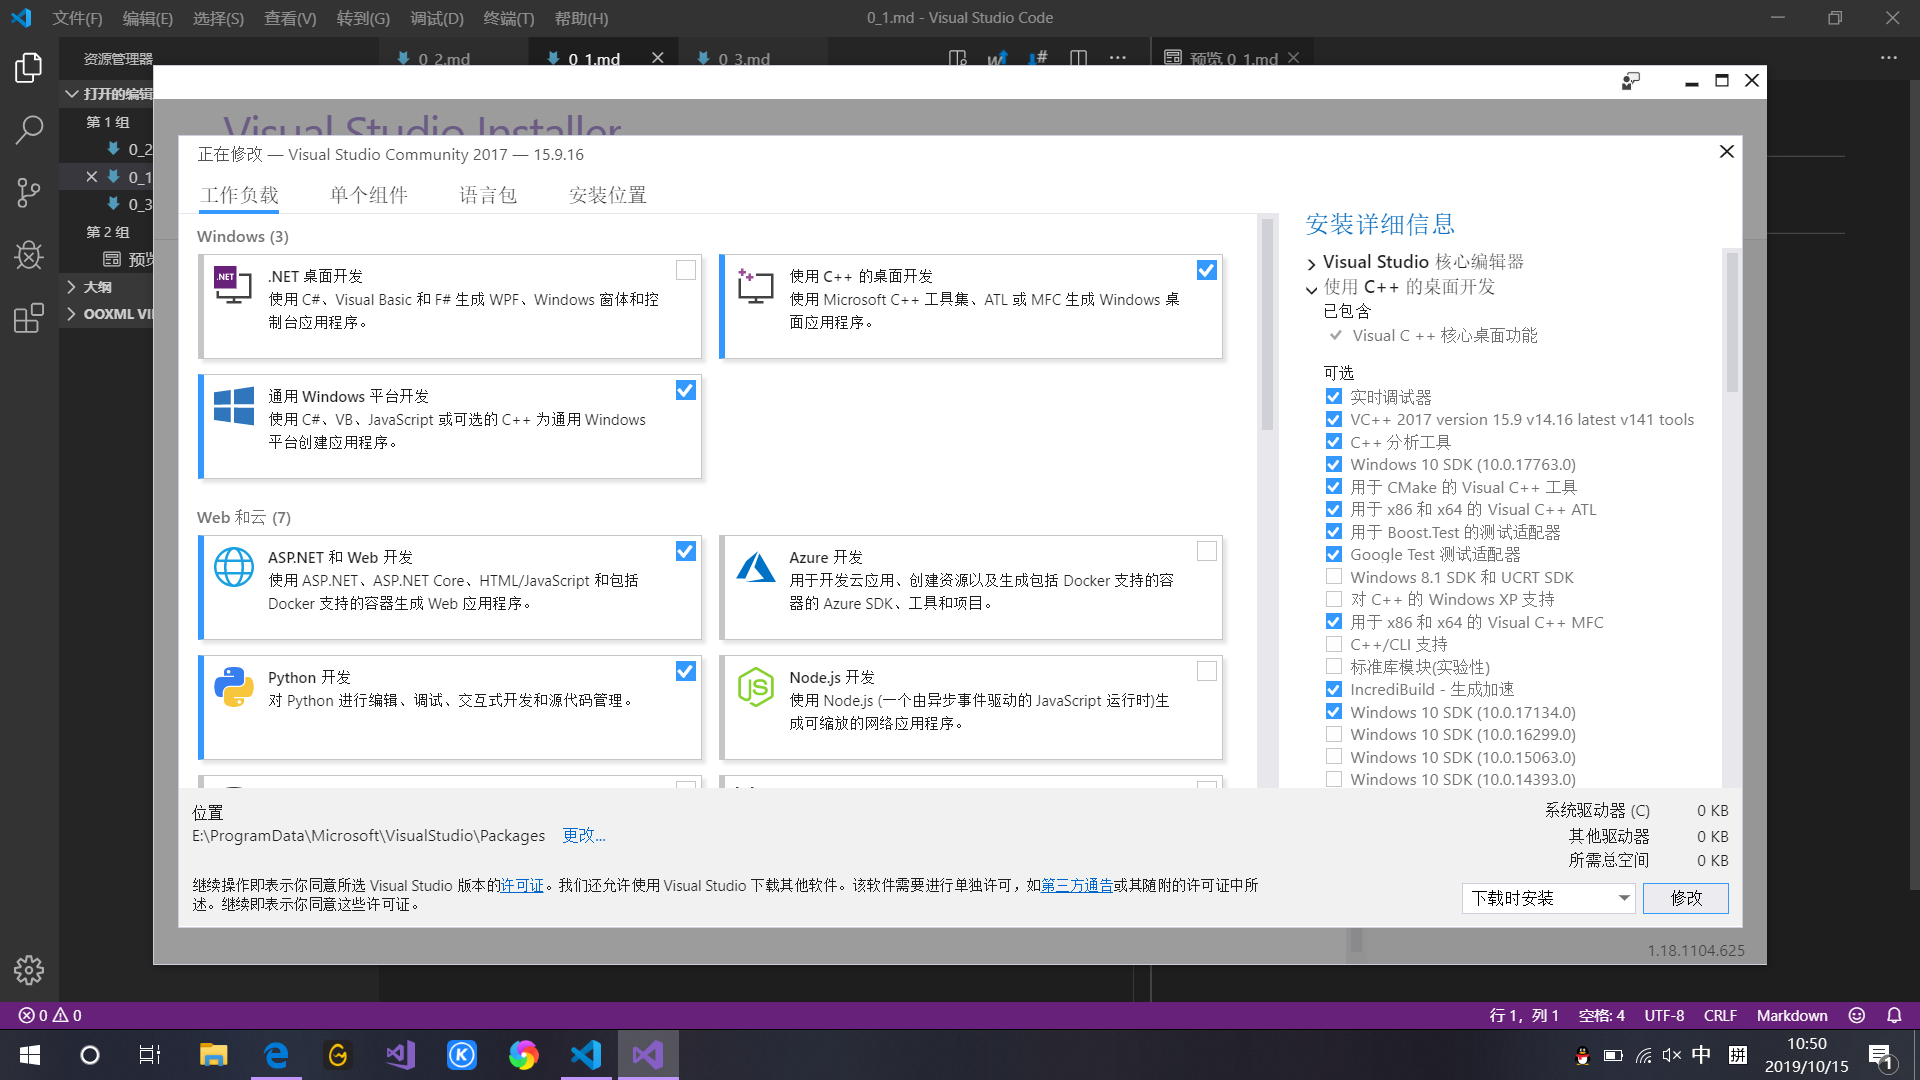 文件(F) 编辑(E) 选择(S) 查看(V) 转到(G) 调试(D) 终端(T) 帮助(H)
0_1.md - Visual Studio Code
资源管理器
0_2.md
0_1.md
0_3.md
预览 0_1.md
打开的编辑
第 1 组
0_2
0_1
0_3
第 2 组
预览
大纲
OOXML VI
Visual Studio Installer
正在修改 — Visual Studio Community 2017 — 15.9.16
工作负载 单个组件 语言包 安装位置
Windows (3)
.NET
.NET 桌面开发
使用 C#、Visual Basic 和 F# 生成 WPF、Windows 窗体和控
制台应用程序。
使用 C++ 的桌面开发
使用 Microsoft C++ 工具集、ATL 或 MFC 生成 Windows 桌
面应用程序。
通用 Windows 平台开发
使用 C#、VB、JavaScript 或可选的 C++ 为通用 Windows
平台创建应用程序。
Web 和云 (7)
ASP.NET 和 Web 开发
使用 ASP.NET、ASP.NET Core、HTML/JavaScript 和包括
Docker 支持的容器生成 Web 应用程序。
Azure 开发
用于开发云应用、创建资源以及生成包括 Docker 支持的容
器的 Azure SDK、工具和项目。
Python 开发
对 Python 进行编辑、调试、交互式开发和源代码管理。
Node.js 开发
使用 Node.js (一个由异步事件驱动的 JavaScript 运行时)生
成可缩放的网络应用程序。
安装详细信息
Visual Studio 核心编辑器
使用 C++ 的桌面开发
已包含
Visual C ++ 核心桌面功能
可选
实时调试器
VC++ 2017 version 15.9 v14.16 latest v141 tools
C++ 分析工具
Windows 10 SDK (10.0.17763.0)
用于 CMake 的 Visual C++ 工具
用于 x86 和 x64 的 Visual C++ ATL
用于 Boost.Test 的测试适配器
Google Test 测试适配器
Windows 8.1 SDK 和 UCRT SDK
对 C++ 的 Windows XP 支持
用于 x86 和 x64 的 Visual C++ MFC
C++/CLI 支持
标准库模块(实验性)
IncrediBuild - 生成加速
Windows 10 SDK (10.0.17134.0)
Windows 10 SDK (10.0.16299.0)
Windows 10 SDK (10.0.15063.0)
Windows 10 SDK (10.0.14393.0)
位置
E:\ProgramData\Microsoft\VisualStudio\Packages 更改...
继续操作即表示你同意所选 Visual Studio 版本的许可证。我们还允许使用 Visual Studio 下载其他软件。该软件需要进行单独许可，如第三方通告或其随附的许可证中所
述。继续即表示你同意这些许可证。
系统驱动器 (C) 0 KB
其他驱动器 0 KB
所需总空间 0 KB
下载时安装
修改
1.18.1104.625
0 0
行 1，列 1 空格: 4 UTF-8 CRLF Markdown
中 拼
10:50
2019/10/15
1